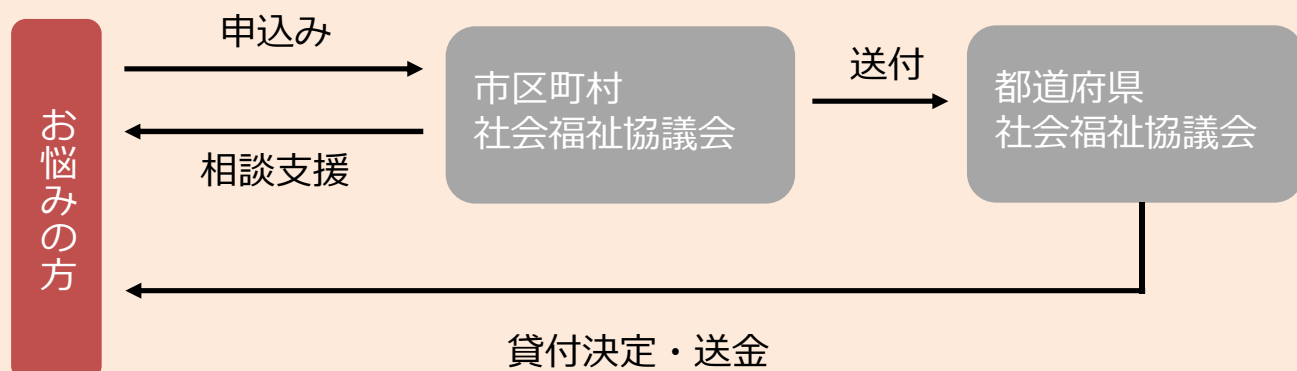 申込み
お悩みの方
市区町村
社会福祉協議会
送付
都道府県
社会福祉協議会
相談支援
貸付決定・送金